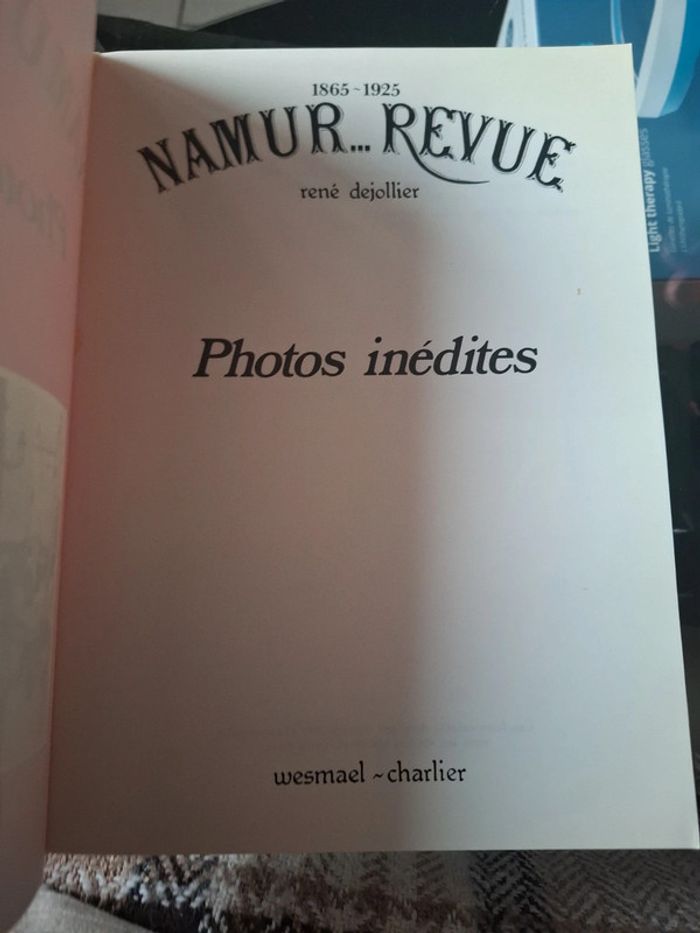 1865~1925
NAMUR... REVUE
rené dejollier
Photos inédites
wesmael ~ charlier
Light therapy glasses